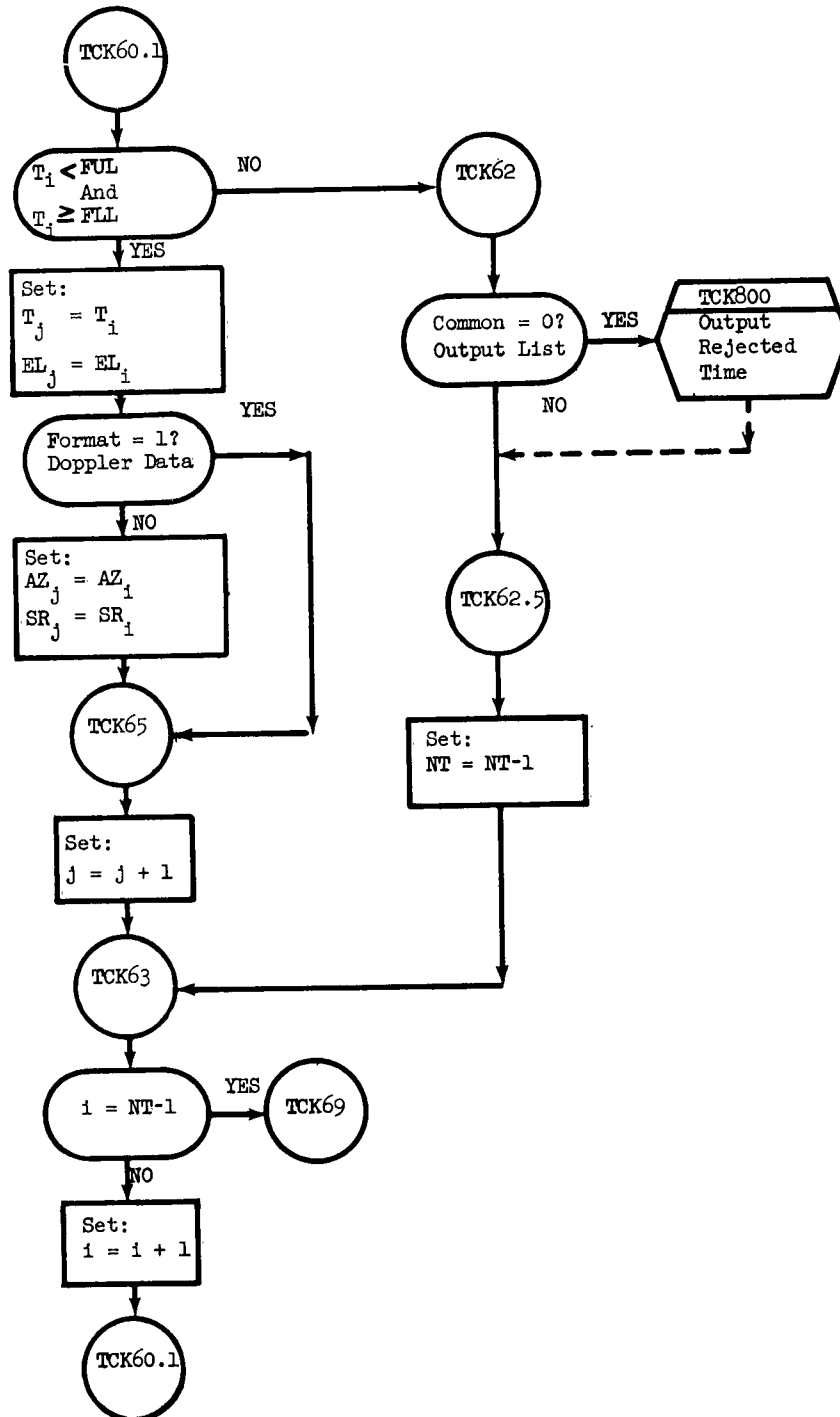 TCK60.1
T_i < FUL
And
T_i ≥ FLL
NO
YES
Set:
T_j = T_i
EL_j = EL_i
Format = 1?
Doppler Data
YES
NO
Set:
AZ_j = AZ_i
SR_j = SR_i
TCK65
Set:
j = j + 1
TCK63
i = NT-1
YES
TCK69
NO
Set:
i = i + 1
TCK60.1
TCK62
Common = 0?
Output List
YES
NO
TCK800
Output
Rejected
Time
TCK62.5
Set:
NT = NT-1